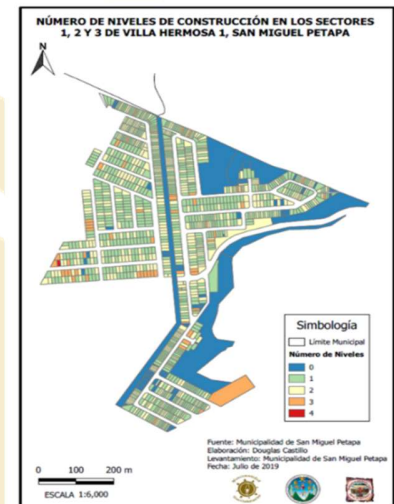 NÚMERO DE NIVELES DE CONSTRUCCIÓN EN LOS SECTORES
1, 2 Y 3 DE VILLA HERMOSA 1, SAN MIGUEL PETAPA
N
Simbología
Límite Municipal
Número de Niveles
0
1
2
3
4
Fuente: Municipalidad de San Miguel Petapa
Elaboración: Douglas Castillo
Levantamiento: Municipalidad de San Miguel Petapa
Fecha: Julio de 2019
0 100 200 m
ESCALA 1:6,000